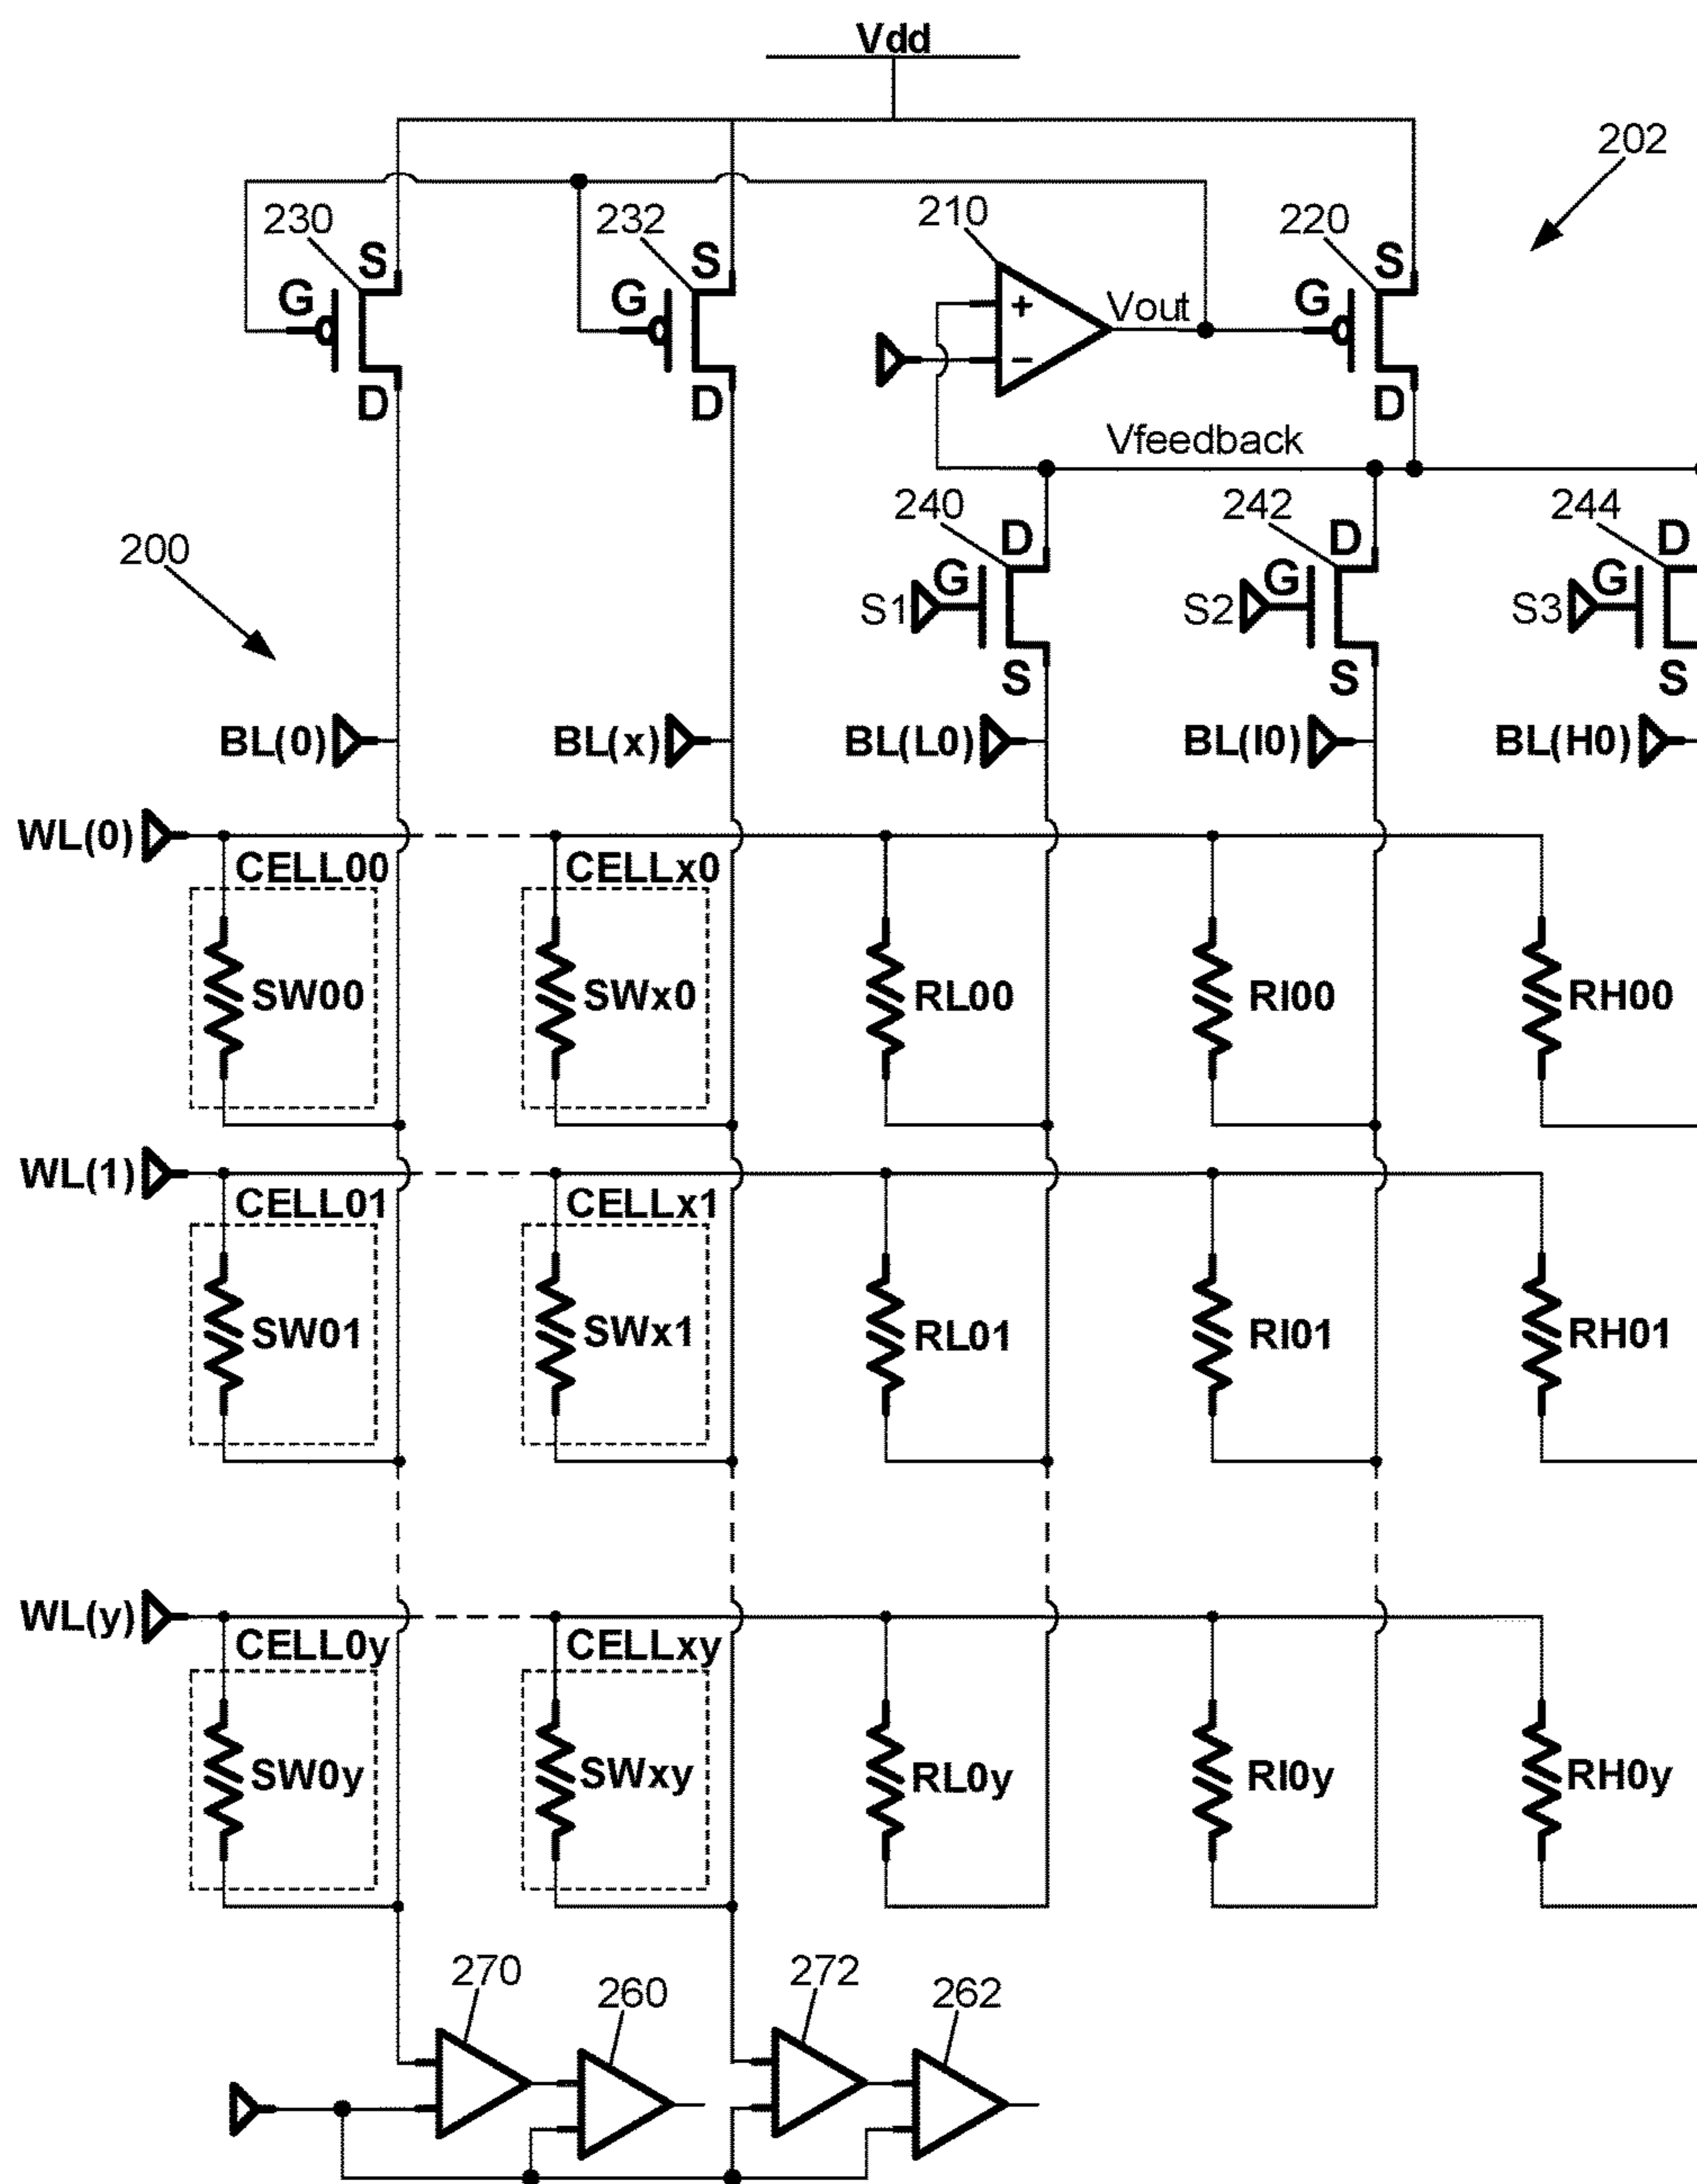 Vdd
202
230
232
210
220
S
S
S
G
G
+
Vout
G
−
D
D
D
Vfeedback
240
242
244
200
D
D
D
G
G
G
S1
S2
S3
S
S
S
BL(0)
BL(x)
BL(L0)
BL(I0)
BL(H0)
WL(0)
CELL00
CELLx0
SW00
SWx0
RL00
RI00
RH00
WL(1)
CELL01
CELLx1
SW01
SWx1
RL01
RI01
RH01
WL(y)
CELL0y
CELLxy
SW0y
SWxy
RL0y
RI0y
RH0y
270
260
272
262